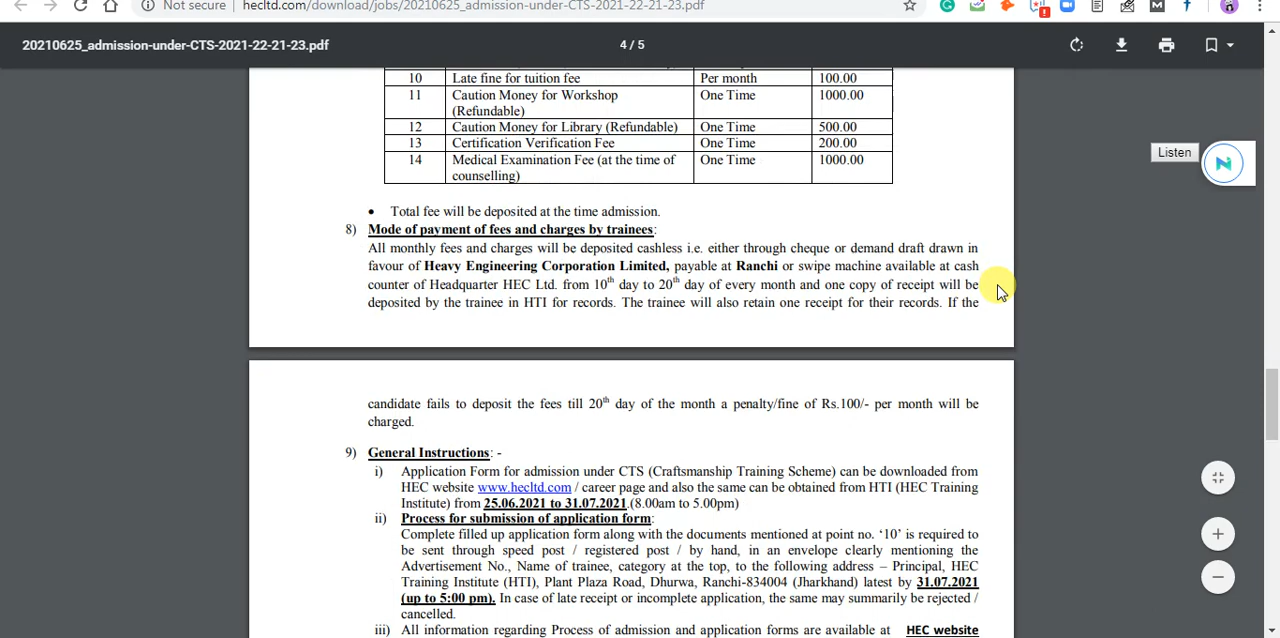 Not secure hecltd.com/download/jobs/20210625_admission-under-CTS-2021-22-21-23.pdf
20210625_admission-under-CTS-2021-22-21-23.pdf 4 / 5
10 Late fine for tuition fee Per month 100.00
11 Caution Money for Workshop One Time 1000.00
(Refundable)
12 Caution Money for Library (Refundable) One Time 500.00
13 Certification Verification Fee One Time 200.00
14 Medical Examination Fee (at the time of One Time 1000.00
counselling)
Listen
• Total fee will be deposited at the time admission.
8) Mode of payment of fees and charges by trainees:
All monthly fees and charges will be deposited cashless i.e. either through cheque or demand draft drawn in
favour of Heavy Engineering Corporation Limited, payable at Ranchi or swipe machine available at cash
counter of Headquarter HEC Ltd. from 10th day to 20th day of every month and one copy of receipt will be
deposited by the trainee in HTI for records. The trainee will also retain one receipt for their records. If the
candidate fails to deposit the fees till 20th day of the month a penalty/fine of Rs.100/- per month will be
charged.
9) General Instructions: -
i) Application Form for admission under CTS (Craftsmanship Training Scheme) can be downloaded from
HEC website www.hecltd.com / career page and also the same can be obtained from HTI (HEC Training
Institute) from 25.06.2021 to 31.07.2021.(8.00am to 5.00pm)
ii) Process for submission of application form:
Complete filled up application form along with the documents mentioned at point no. ‘10’ is required to
be sent through speed post / registered post / by hand, in an envelope clearly mentioning the
Advertisement No., Name of trainee, category at the top, to the following address – Principal, HEC
Training Institute (HTI), Plant Plaza Road, Dhurwa, Ranchi-834004 (Jharkhand) latest by 31.07.2021
(up to 5:00 pm). In case of late receipt or incomplete application, the same may summarily be rejected /
cancelled.
iii) All information regarding Process of admission and application forms are available at HEC website